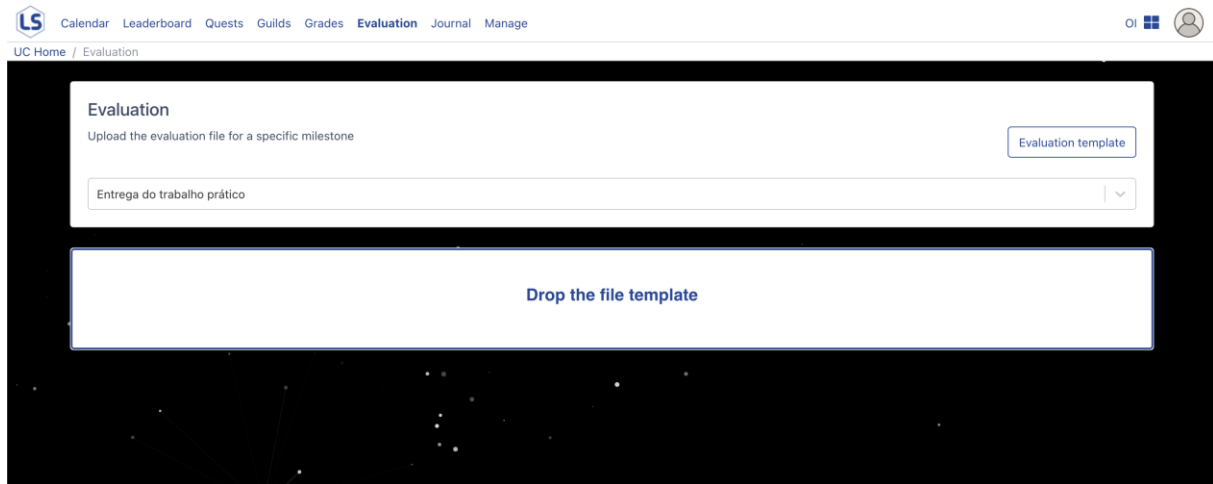 LS Calendar Leaderboard Quests Guilds Grades Evaluation Journal Manage OI
UC Home / Evaluation
Evaluation
Upload the evaluation file for a specific milestone
Evaluation template
Entrega do trabalho prático
Drop the file template